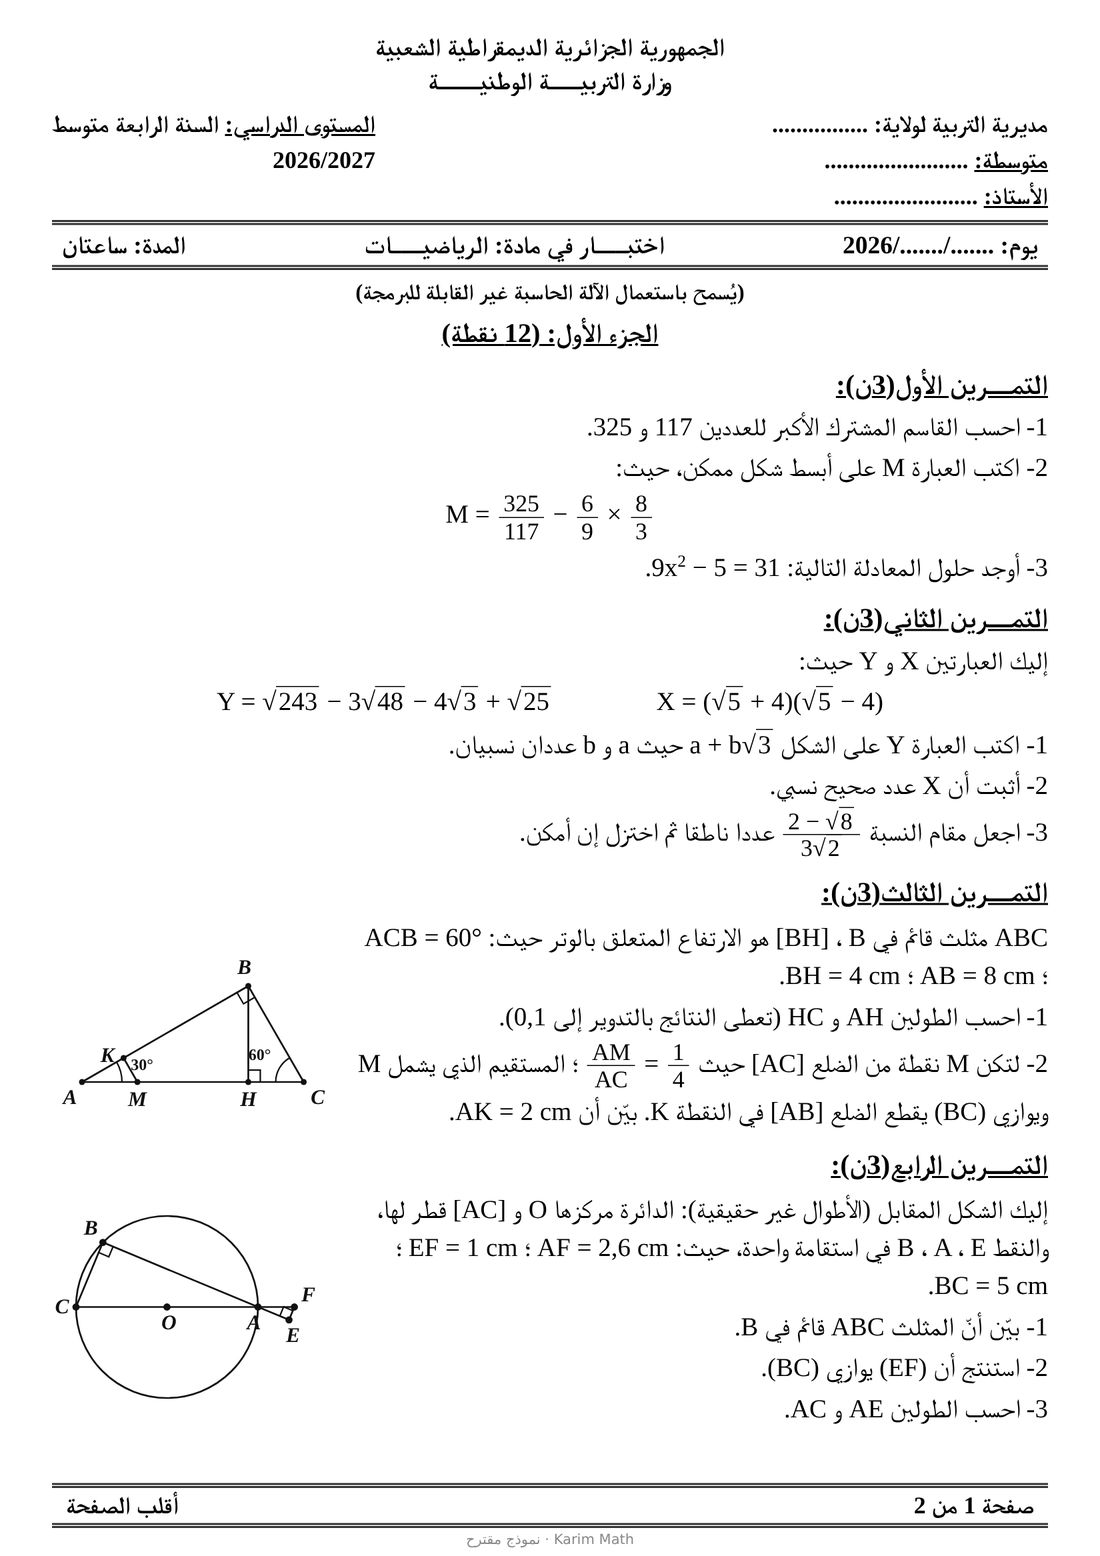 الجمهورية الجزائرية الديمقراطية الشعبية
وزارة التربيـــــة الوطنيـــــــة
مديرية التربية لولاية: ................
المستوى الدراسي: السنة الرابعة متوسط
متوسطة: ........................
2026/2027
الأستاذ: ........................
يوم: ......./......./2026
اختبـــــار في مادة: الرياضيـــــات
المدة: ساعتان
(يُسمح باستعمال الآلة الحاسبة غير القابلة للبرمجة)
الجزء الأول: (12 نقطة)
التمـــرين الأول(3ن):
1- احسب القاسم المشترك الأكبر للعددين 117 و 325.
2- اكتب العبارة M على أبسط شكل ممكن، حيث:
M = 325/117 − 6/9 × 8/3
3- أوجد حلول المعادلة التالية: 9x² − 5 = 31.
التمـــرين الثاني(3ن):
إليك العبارتين X و Y حيث:
X = (√5 + 4)(√5 − 4)
Y = √243 − 3√48 − 4√3 + √25
1- اكتب العبارة Y على الشكل a + b√3 حيث a و b عددان نسبيان.
2- أثبت أن X عدد صحيح نسبي.
3- اجعل مقام النسبة (2 − √8)/(3√2) عددا ناطقا ثم اختزل إن أمكن.
التمـــرين الثالث(3ن):
ABC مثلث قائم في B ، [BH] هو الارتفاع المتعلق بالوتر حيث: ACB = 60°
؛ AB = 8 cm ؛ BH = 4 cm.
1- احسب الطولين AH و HC (تعطى النتائج بالتدوير إلى 0,1).
2- لتكن M نقطة من الضلع [AC] حيث AM/AC = 1/4 ؛ المستقيم الذي يشمل M
ويوازي (BC) يقطع الضلع [AB] في النقطة K. بيّن أن AK = 2 cm.
B
K
30°
60°
A
M
H
C
التمـــرين الرابع(3ن):
إليك الشكل المقابل (الأطوال غير حقيقية): الدائرة مركزها O و [AC] قطر لها،
والنقط B ، A ، E في استقامة واحدة، حيث: AF = 2,6 cm ؛ EF = 1 cm ؛
BC = 5 cm.
1- بيّن أنّ المثلث ABC قائم في B.
2- استنتج أن (EF) يوازي (BC).
3- احسب الطولين AE و AC.
B
F
C
O
A
E
صفحة 1 من 2
أقلب الصفحة
نموذج مقترح · Karim Math